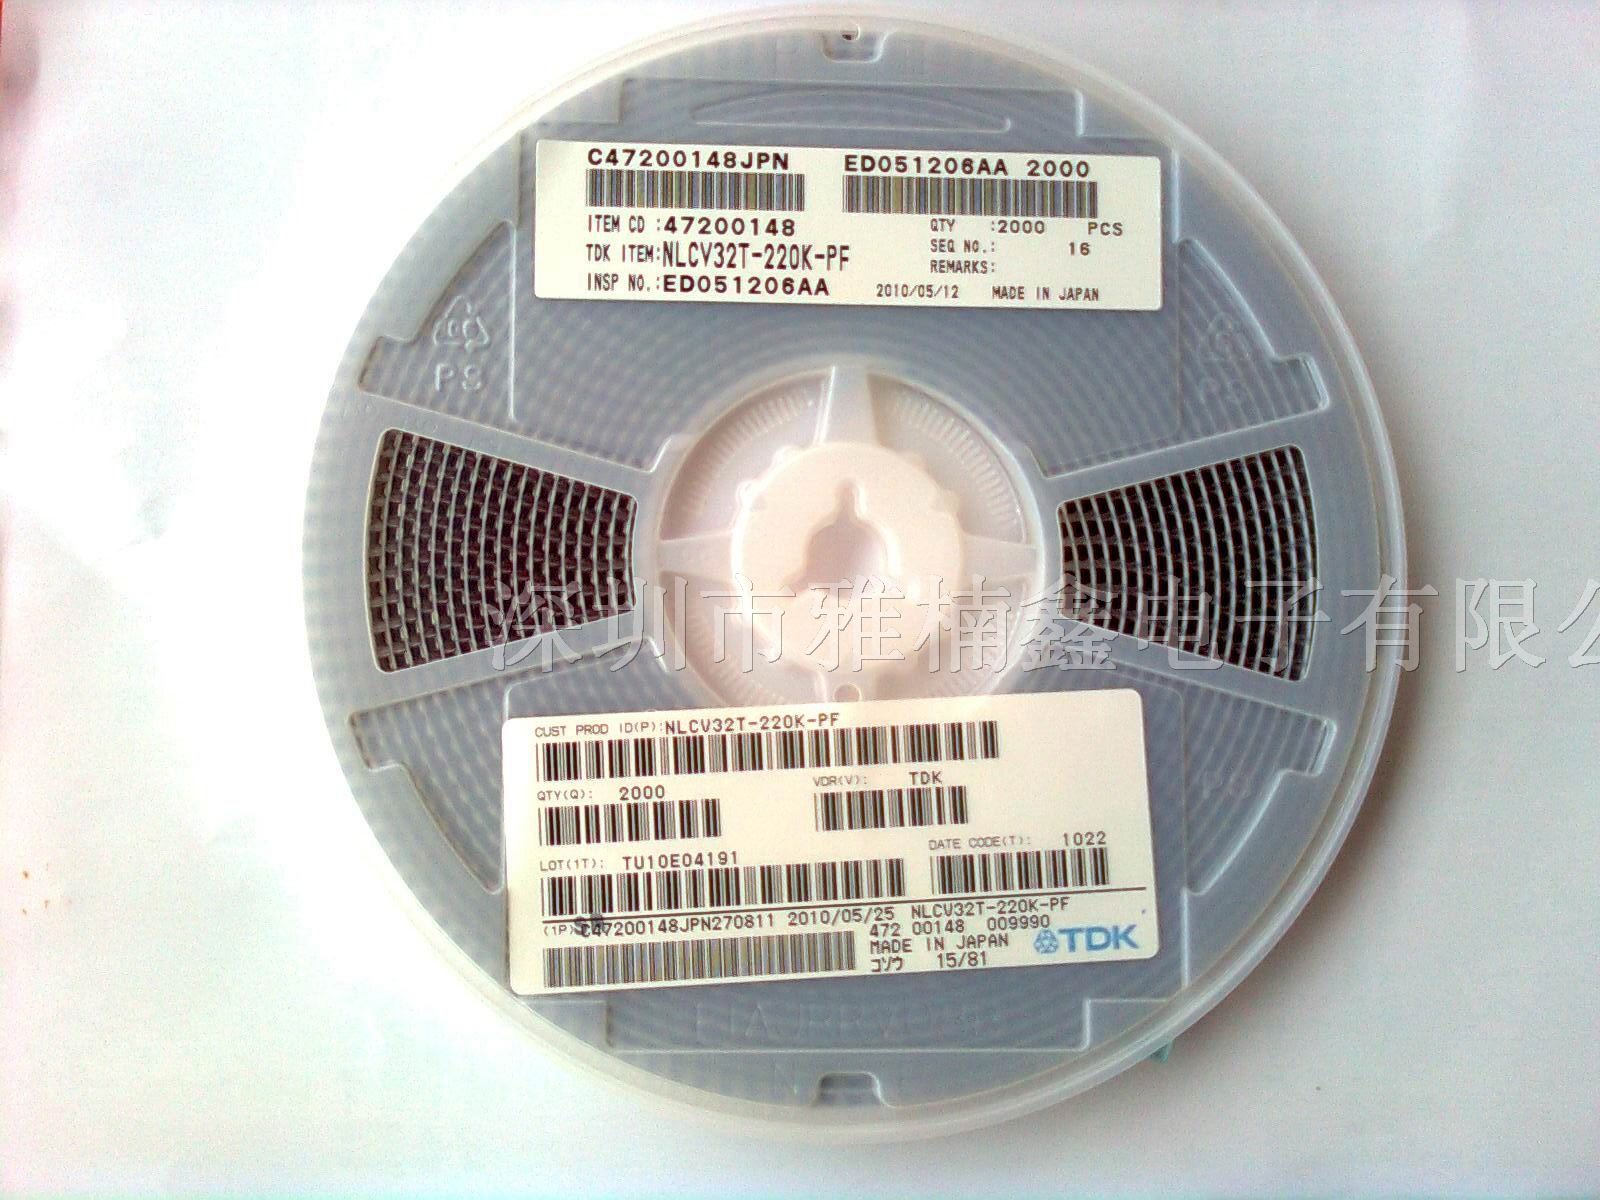 C47200148JPN ED051206AA 2000
ITEM CD :47200148 QTY :2000 PCS
TDK ITEM:NLCV32T-220K-PF SEQ NO.: 16
REMARKS:
INSP NO.:ED051206AA 2010/05/12 MADE IN JAPAN
PS
PS
深圳市雅楠鑫电子有限公
CUST PROD ID(P):NLCV32T-220K-PF
QTY(Q): 2000 VDR(V): TDK
LOT(1T): TU10E04191 DATE CODE(T): 1022
(1P) C47200148JPN270811 2010/05/25 NLCV32T-220K-PF
472 00148 009990
MADE IN JAPAN TDK
コソウ 15/81